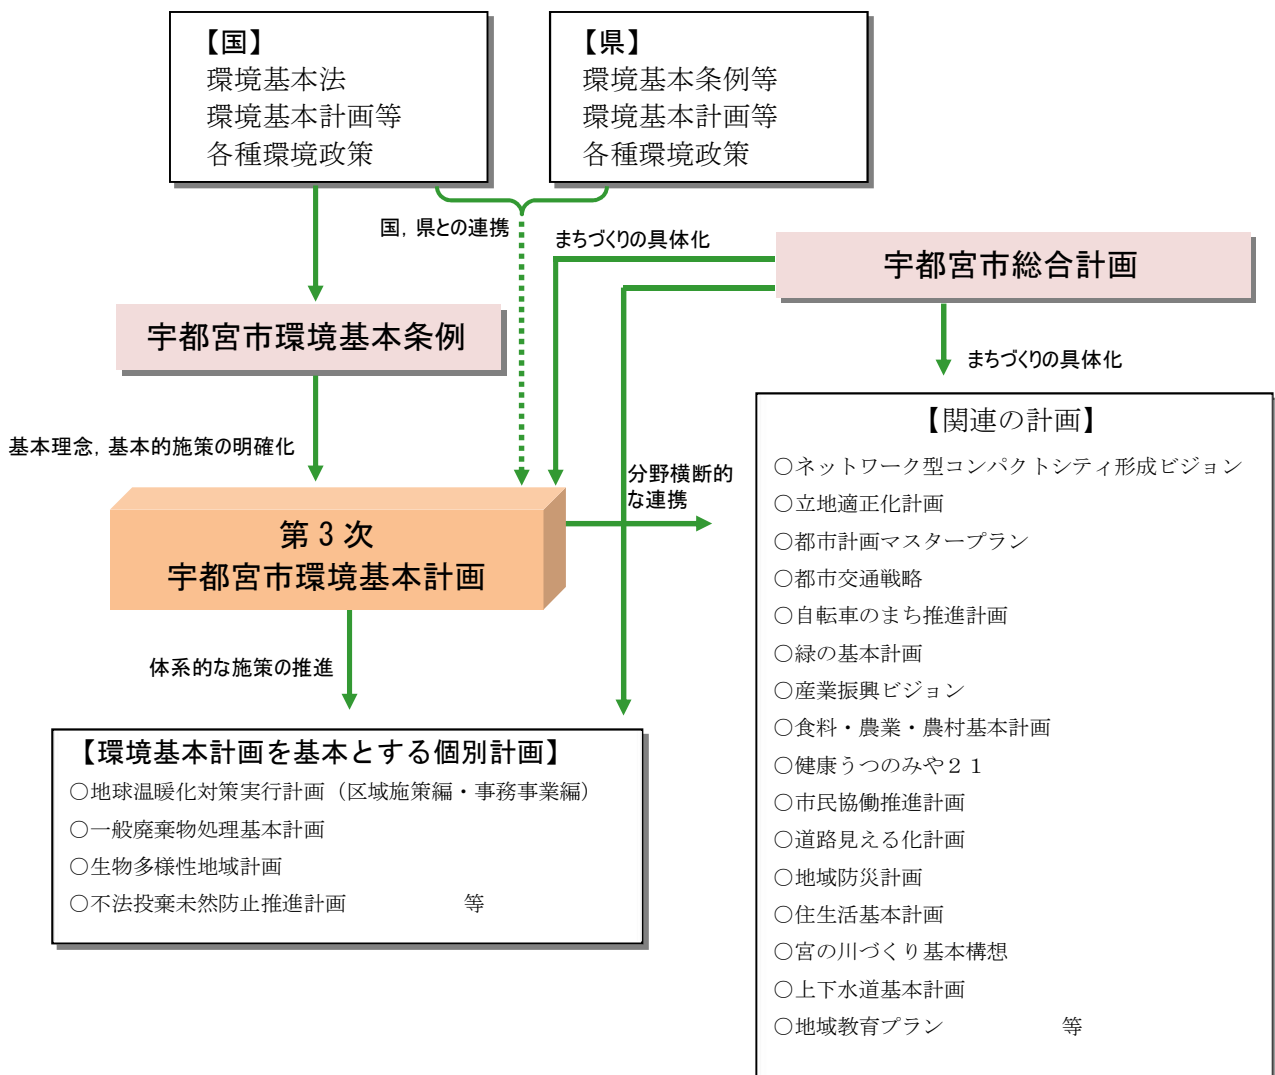 【国】
環境基本法
環境基本計画等
各種環境政策
【県】
環境基本条例等
環境基本計画等
各種環境政策
国，県との連携
まちづくりの具体化
宇都宮市総合計画
宇都宮市環境基本条例
まちづくりの具体化
基本理念，基本的施策の明確化
分野横断的
な連携
第３次
宇都宮市環境基本計画
体系的な施策の推進
【環境基本計画を基本とする個別計画】
○地球温暖化対策実行計画（区域施策編・事務事業編）
○一般廃棄物処理基本計画
○生物多様性地域計画
○不法投棄未然防止推進計画　　　　　等
【関連の計画】
○ネットワーク型コンパクトシティ形成ビジョン
○立地適正化計画
○都市計画マスタープラン
○都市交通戦略
○自転車のまち推進計画
○緑の基本計画
○産業振興ビジョン
○食料・農業・農村基本計画
○健康うつのみや２１
○市民協働推進計画
○道路見える化計画
○地域防災計画
○住生活基本計画
○宮の川づくり基本構想
○上下水道基本計画
○地域教育プラン　　　　　等